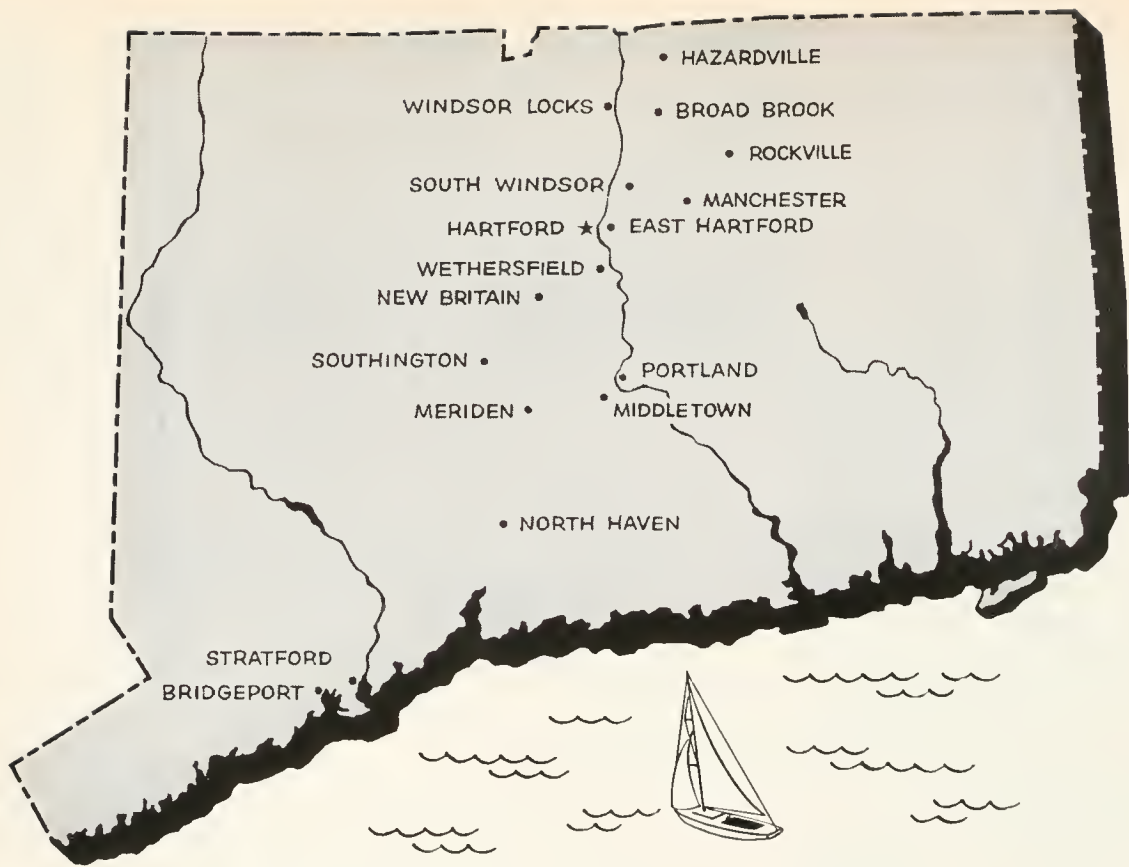 HAZARDVILLE
WINDSOR LOCKS
BROAD BROOK
ROCKVILLE
SOUTH WINDSOR
MANCHESTER
HARTFORD
EAST HARTFORD
WETHERSFIELD
NEW BRITAIN
SOUTHINGTON
PORTLAND
MERIDEN
MIDDLETOWN
NORTH HAVEN
STRATFORD
BRIDGEPORT